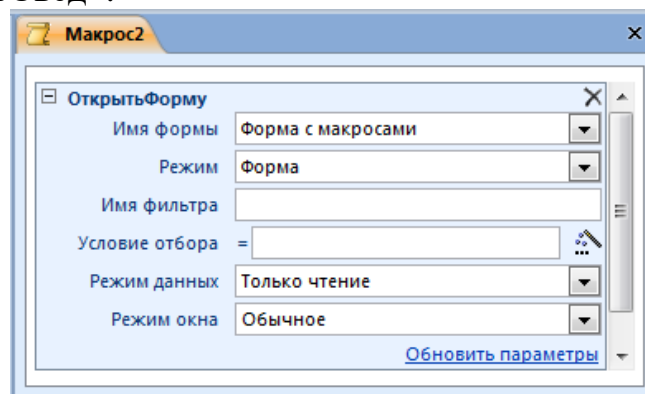 Макрос2
ОткрытьФорму
Имя формы Форма с макросами
Режим Форма
Имя фильтра
Условие отбора =
Режим данных Только чтение
Режим окна Обычное
Обновить параметры